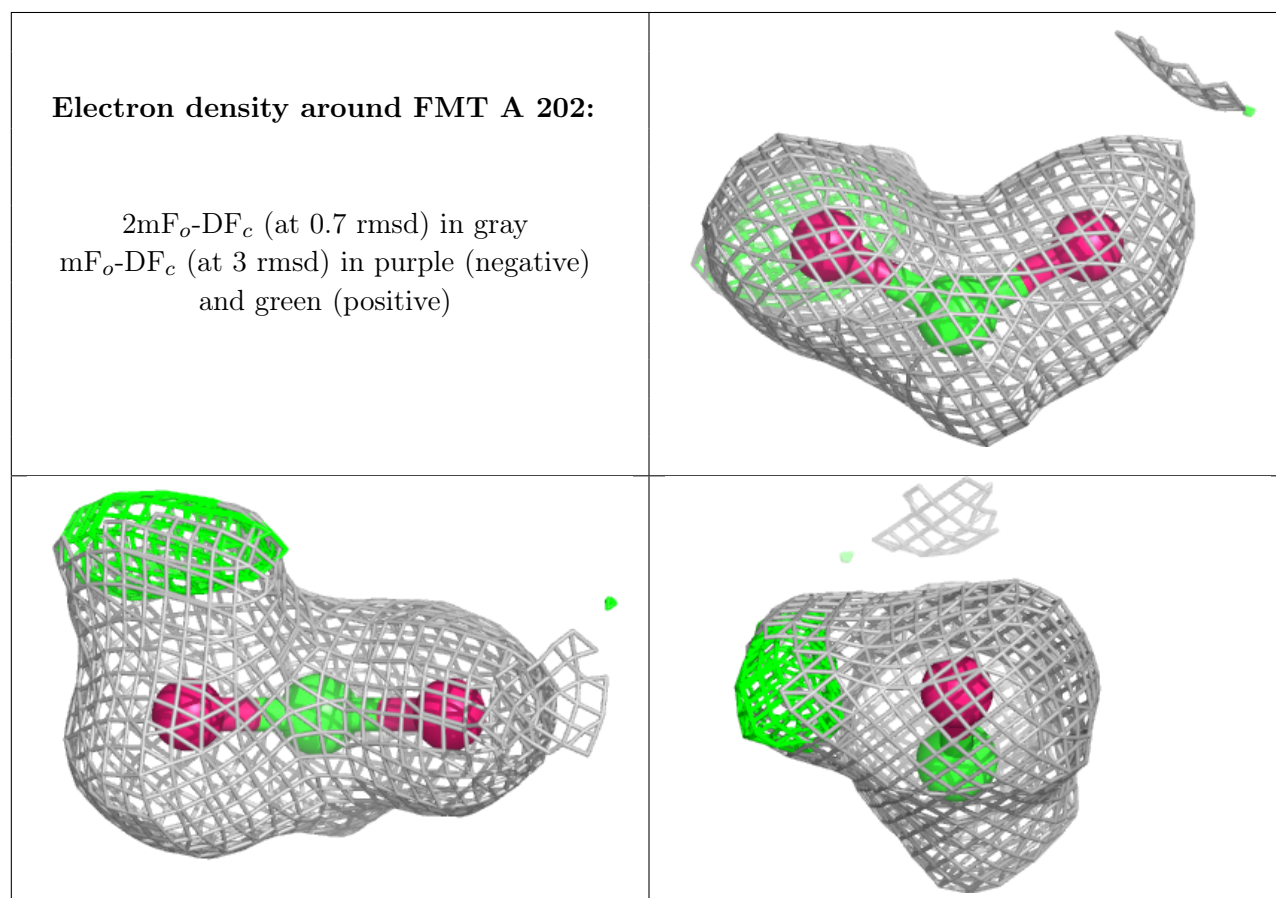 Electron density around FMT A 202:
2mFo-DFc (at 0.7 rmsd) in gray
mFo-DFc (at 3 rmsd) in purple (negative)
and green (positive)